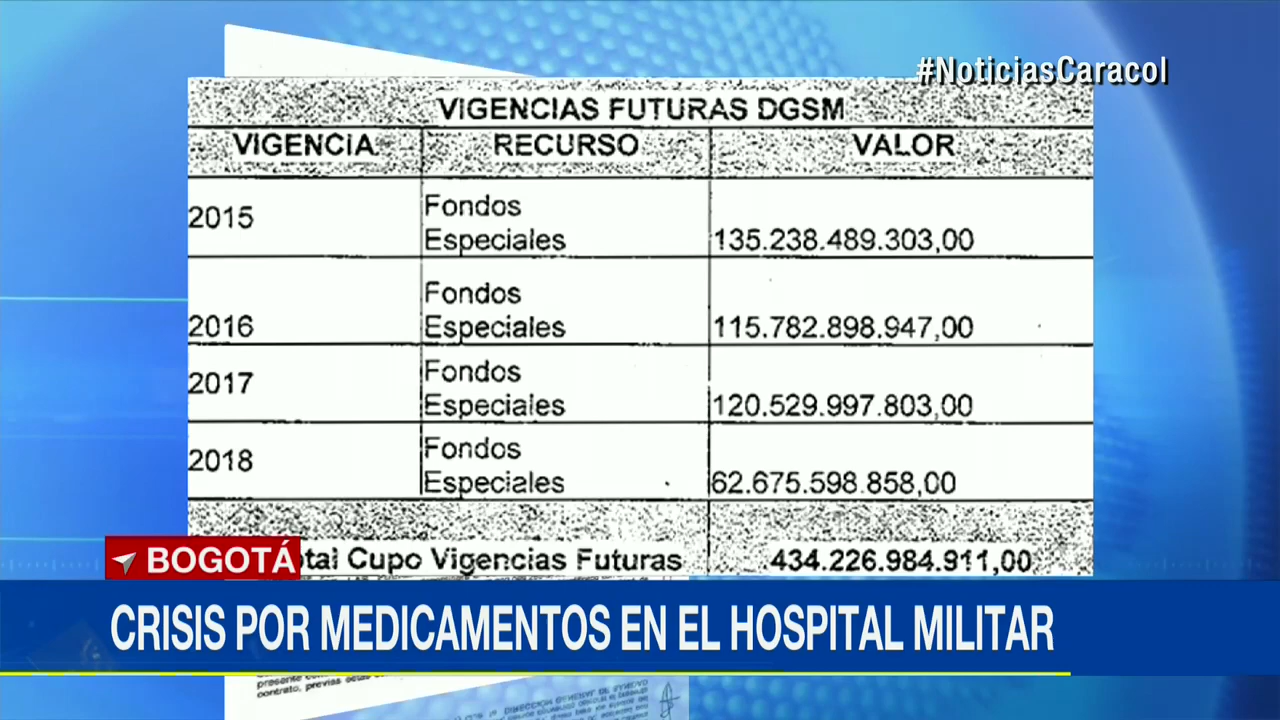 #NoticiasCaracol
VIGENCIAS FUTURAS DGSM
VIGENCIA RECURSO VALOR
2015 Fondos Especiales 135.238.489.303,00
2016 Fondos Especiales 115.782.898.947,00
2017 Fondos Especiales 120.529.997.803,00
2018 Fondos Especiales 62.675.598.858,00
tal Cupo Vigencias Futuras 434.226.984.911,00
BOGOTÁ
CRISIS POR MEDICAMENTOS EN EL HOSPITAL MILITAR
contrato, previas